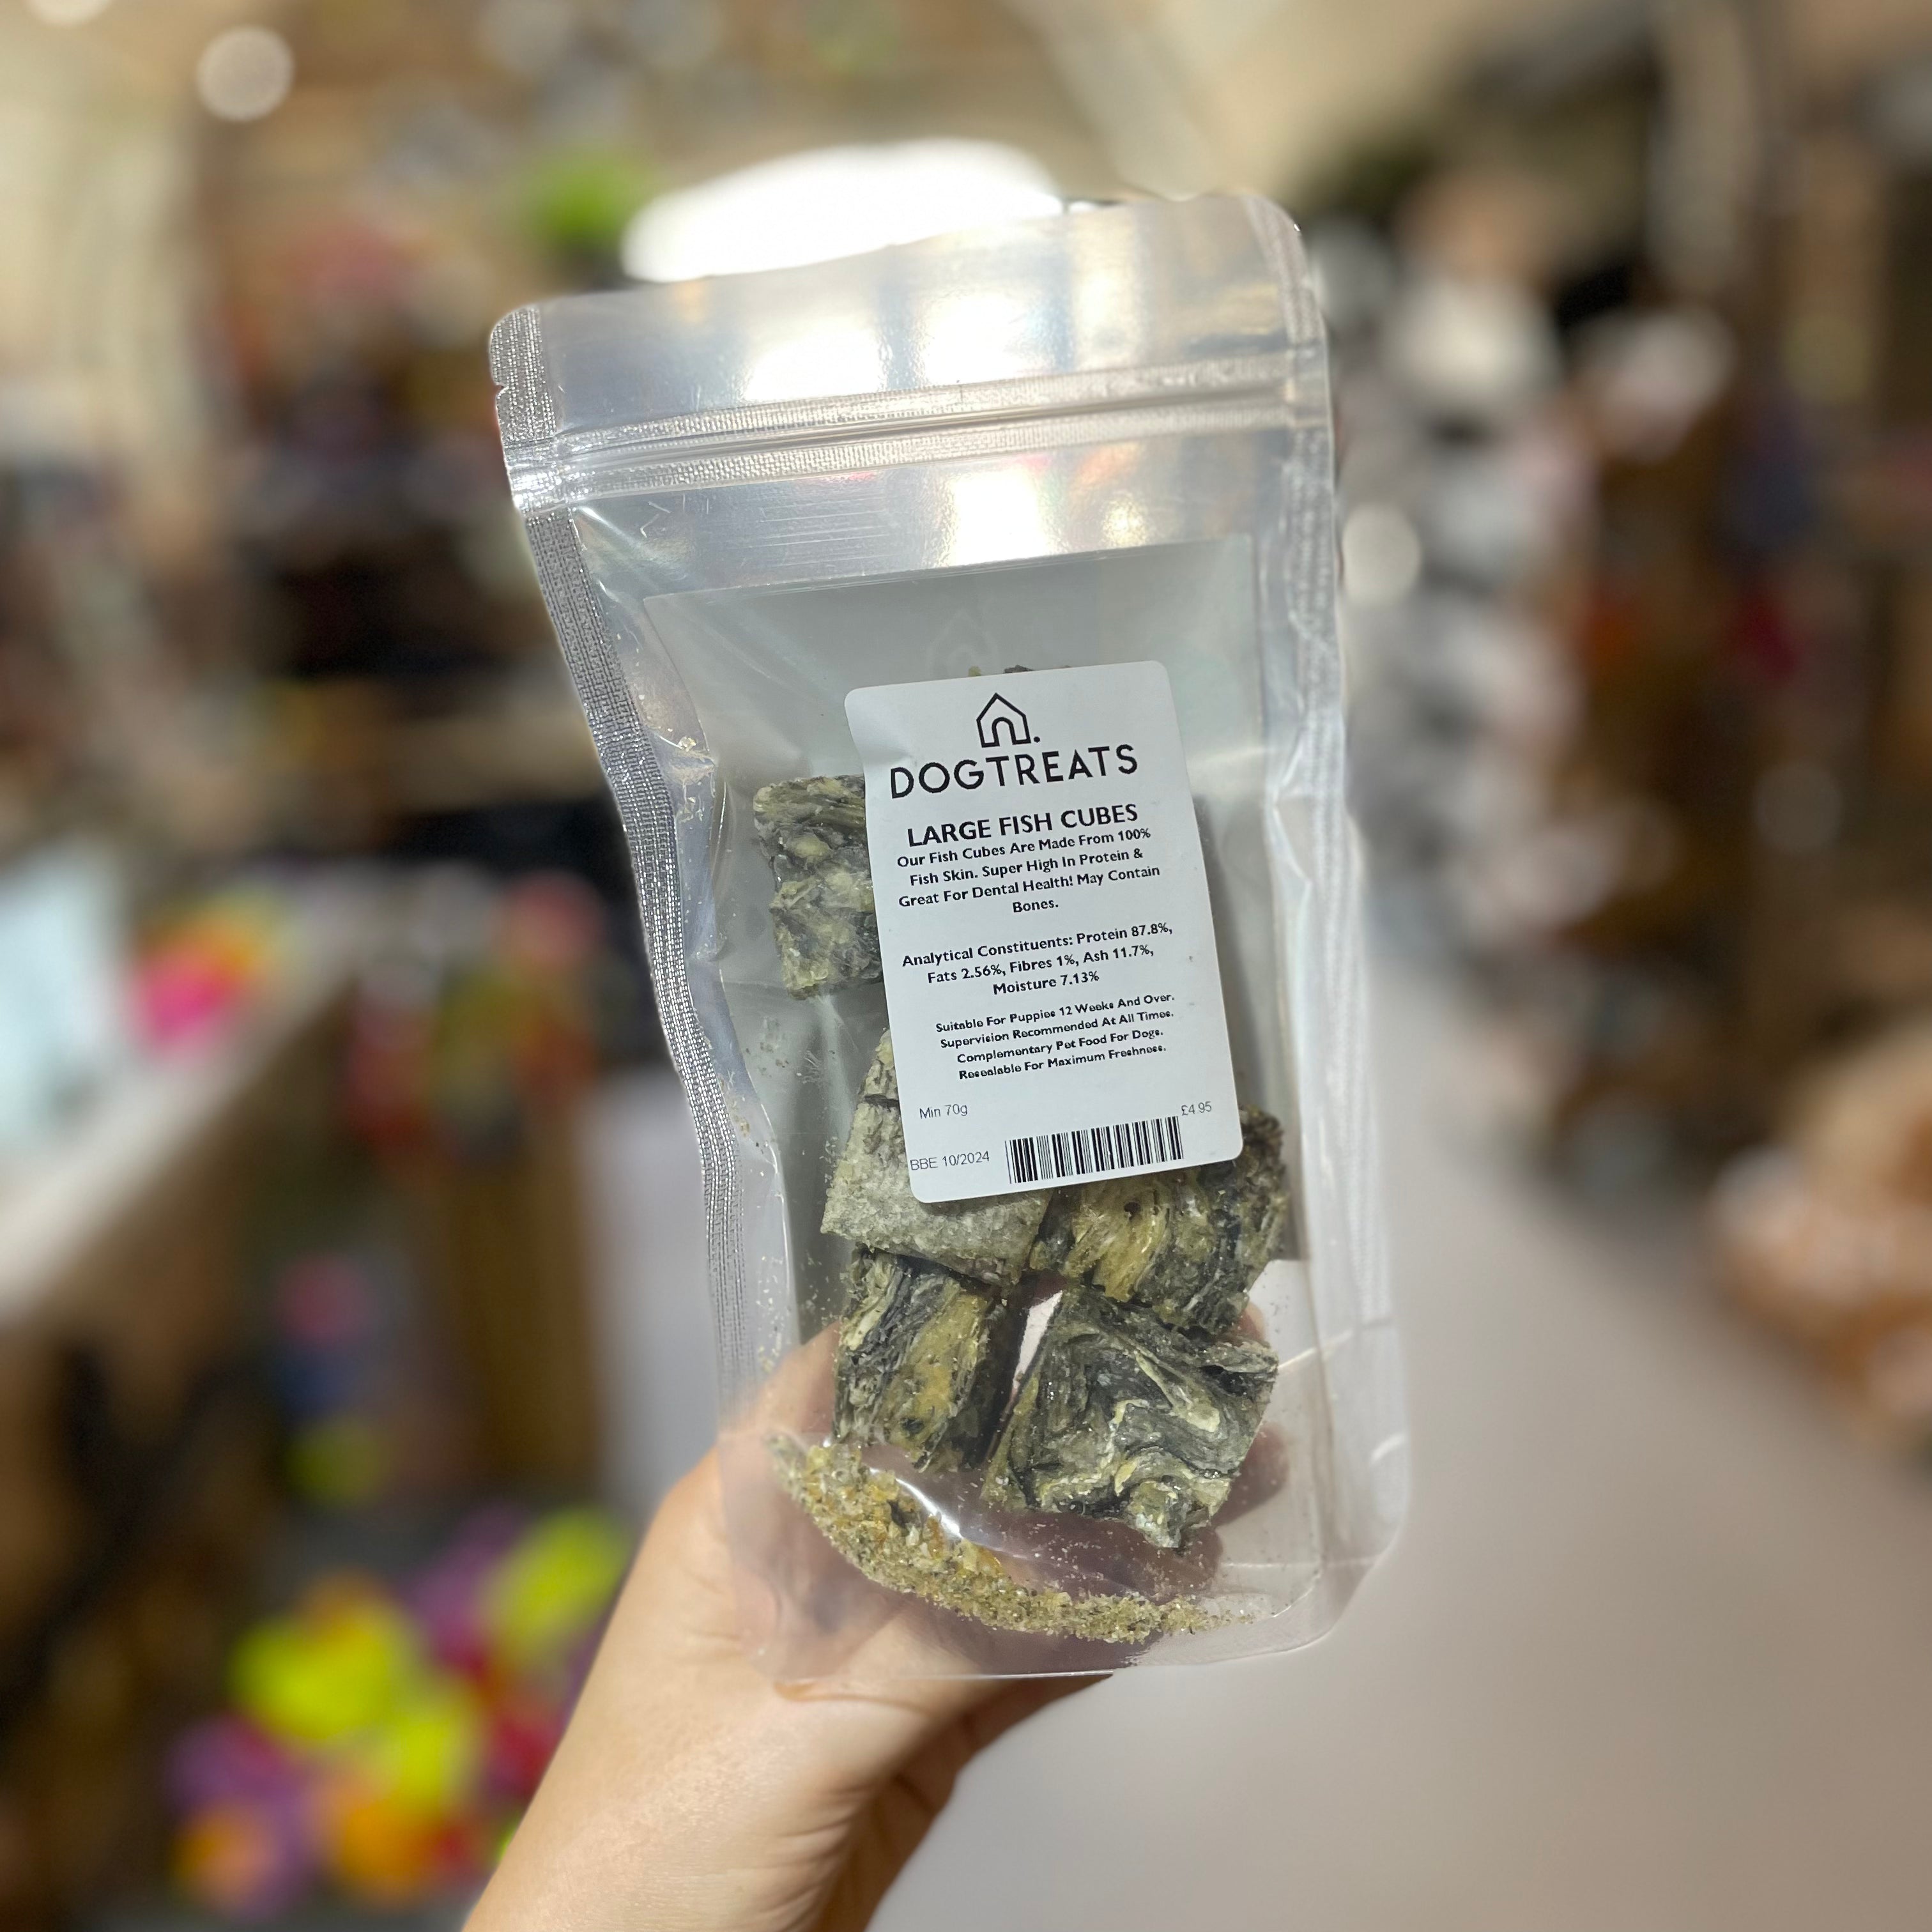 DOGTREATS
LARGE FISH CUBES
Our Fish Cubes Are Made From 100%
Fish Skin. Super High In Protein &
Great For Dental Health! May Contain
Bones.
Analytical Constituents: Protein 87.8%,
Fats 2.56%, Fibres 1%, Ash 11.7%,
Moisture 7.13%
Suitable For Puppies 12 Weeks And Over.
Supervision Recommended At All Times.
Complementary Pet Food For Dogs.
Resealable For Maximum Freshness.
Min 70g
£4.95
BBE 10/2024